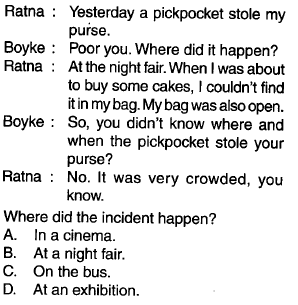 Ratna : Yesterday a pickpocket stole my
purse.
Boyke : Poor you. Where did it happen?
Ratna : At the night fair. When I was about
to buy some cakes, I couldn't find
it in my bag. My bag was also open.
Boyke : So, you didn't know where and
when the pickpocket stole your
purse?
Ratna : No. It was very crowded, you
know.
Where did the incident happen?
A. In a cinema.
B. At a night fair.
C. On the bus.
D. At an exhibition.